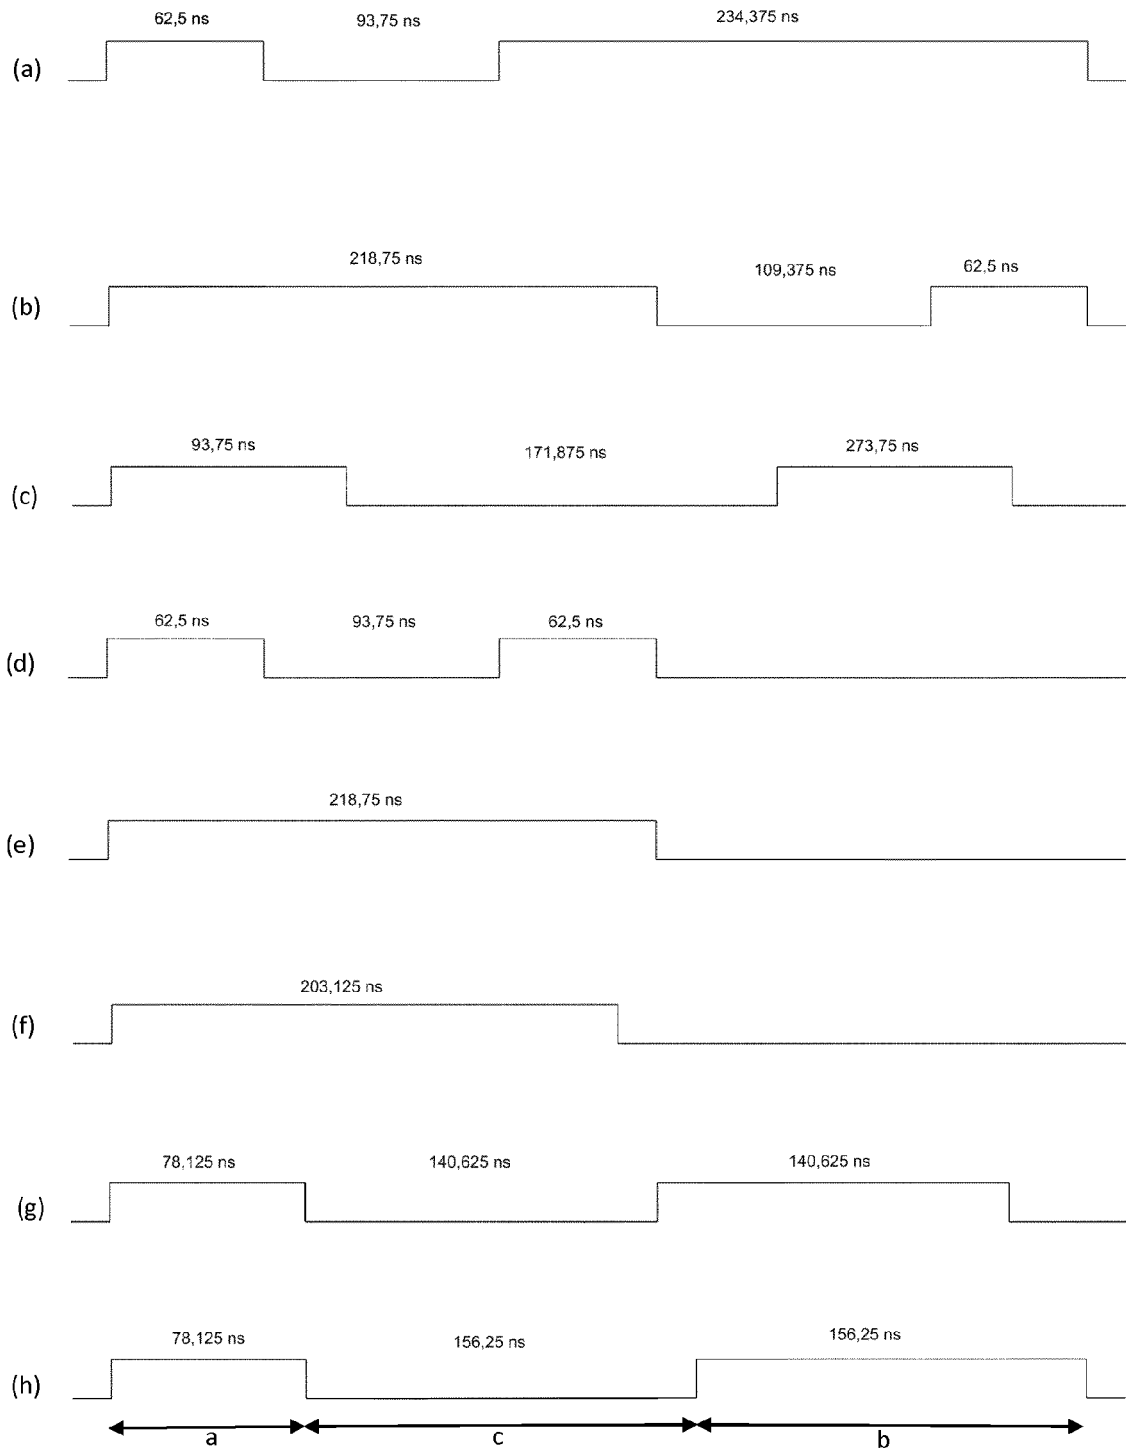 62,5 ns 93,75 ns 234,375 ns
(a)
218,75 ns 109,375 ns 62,5 ns
(b)
93,75 ns 171,875 ns 273,75 ns
(c)
62,5 ns 93,75 ns 62,5 ns
(d)
218,75 ns
(e)
203,125 ns
(f)
78,125 ns 140,625 ns 140,625 ns
(g)
78,125 ns 156,25 ns 156,25 ns
(h)
a c b